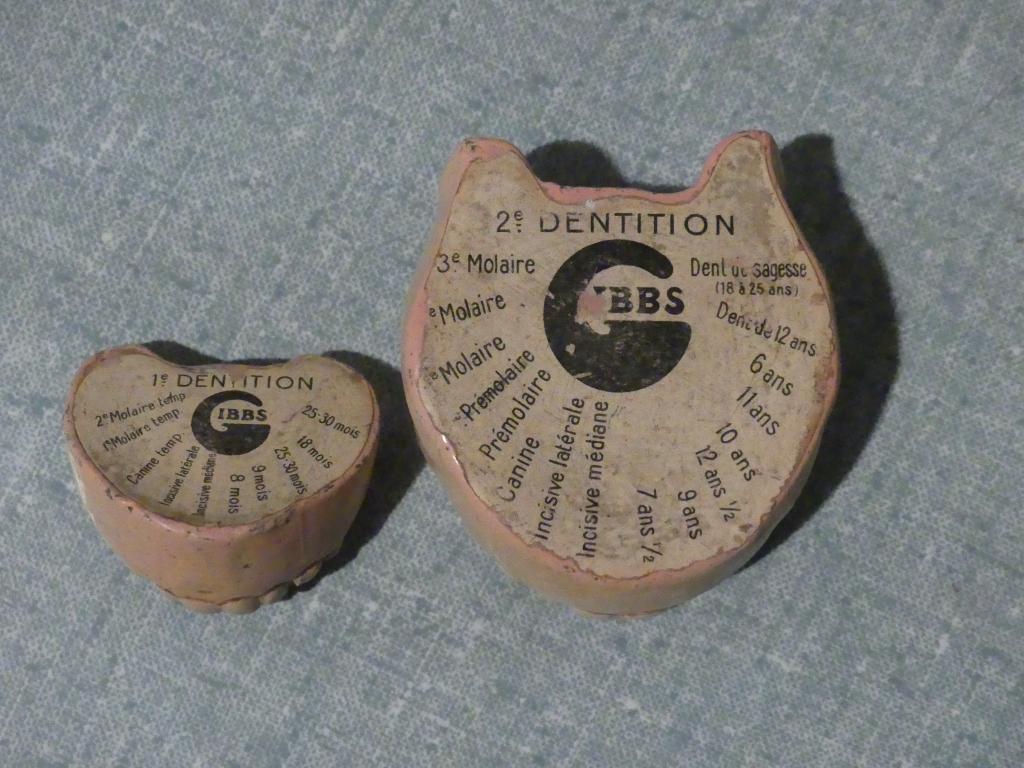 1e DENTITION
GIBBS
2e Molaire temp
1e Molaire temp
Canine temp
Incisive latérale
Incisive médiane
25-30 mois
18 mois
25-30 mois
9 mois
8 mois
2e DENTITION
GIBBS
3e Molaire
e Molaire
e Molaire
Prémolaire
Prémolaire
Canine
Incisive latérale
Incisive médiane
Dent de sagesse
(18 à 25 ans)
Dent de 12 ans
6 ans
11 ans
10 ans
12 ans 1/2
9 ans
7 ans 1/2